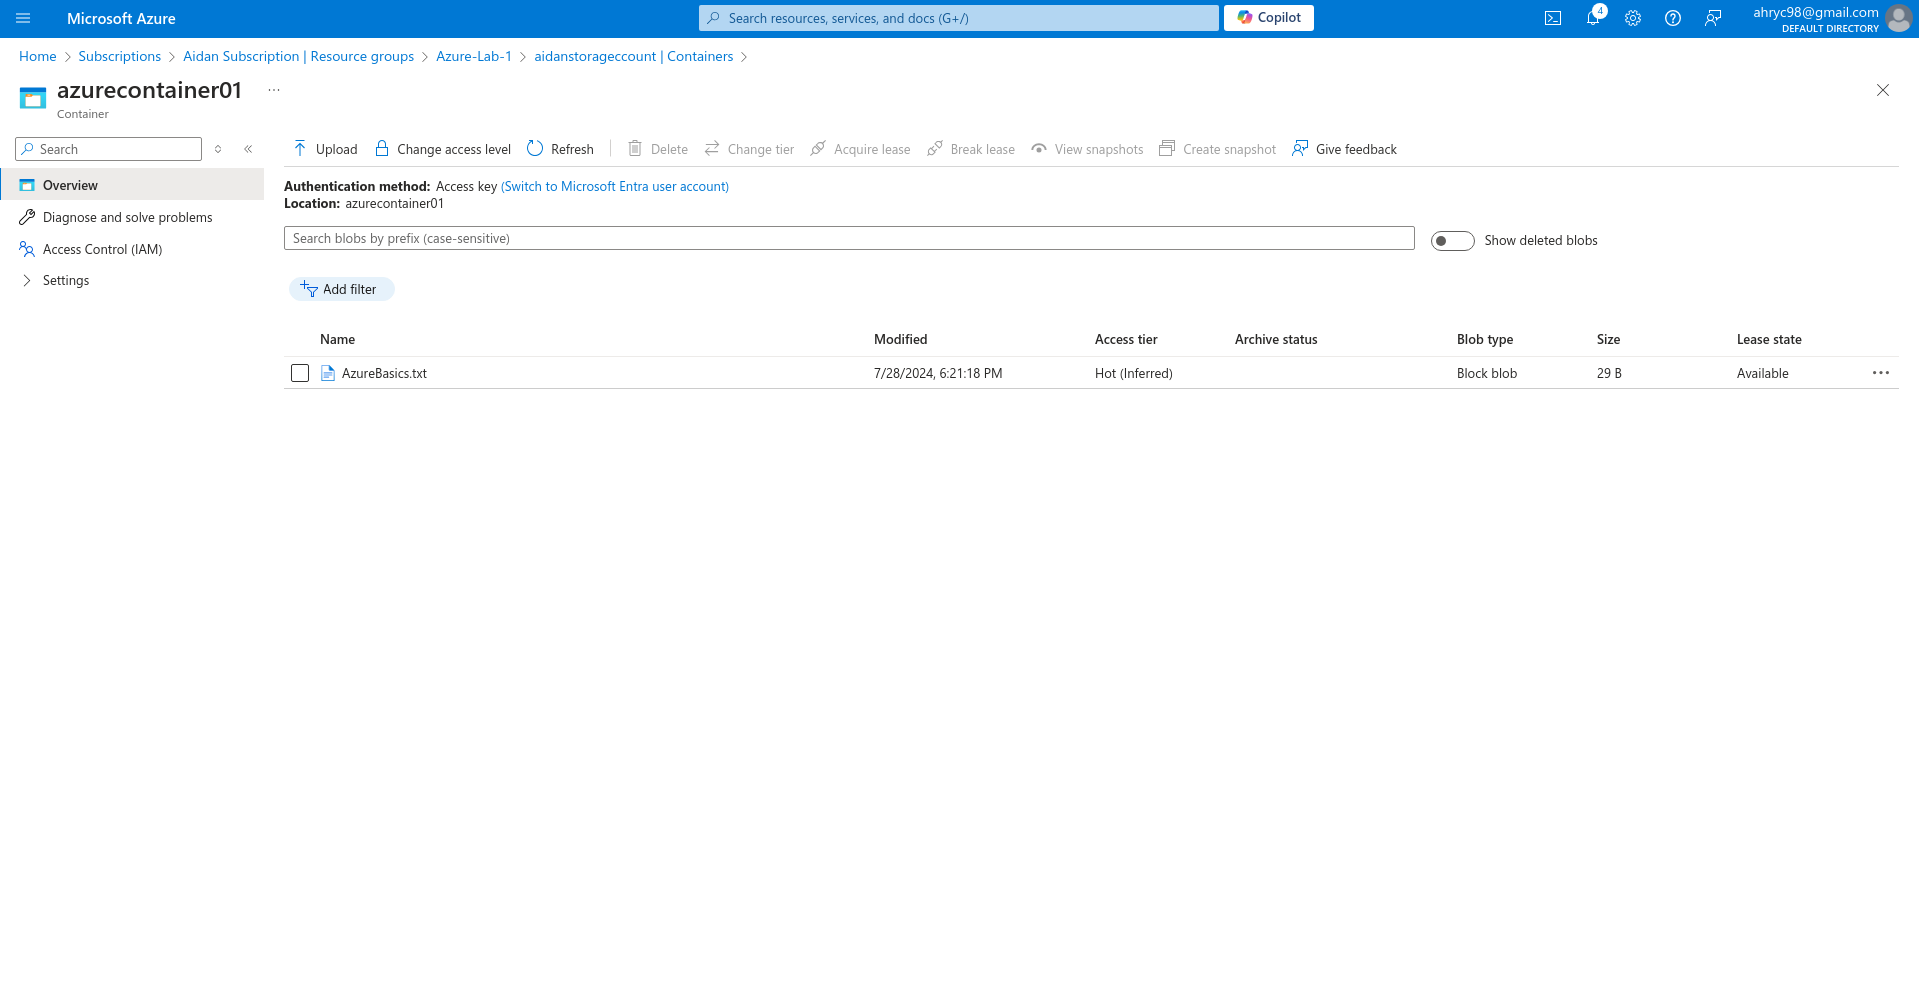 Microsoft Azure
Search resources, services, and docs (G+/)
Copilot
4
ahryc98@gmail.com
DEFAULT DIRECTORY
Home > Subscriptions > Aidan Subscription | Resource groups > Azure-Lab-1 > aidanstorageccount | Containers >
azurecontainer01 ...
Container
Search
Upload Change access level Refresh Delete Change tier Acquire lease Break lease View snapshots Create snapshot Give feedback
Overview
Diagnose and solve problems
Access Control (IAM)
Settings
Authentication method: Access key (Switch to Microsoft Entra user account)
Location: azurecontainer01
Search blobs by prefix (case-sensitive)
Show deleted blobs
Add filter
Name Modified Access tier Archive status Blob type Size Lease state
AzureBasics.txt 7/28/2024, 6:21:18 PM Hot (Inferred) Block blob 29 B Available ...